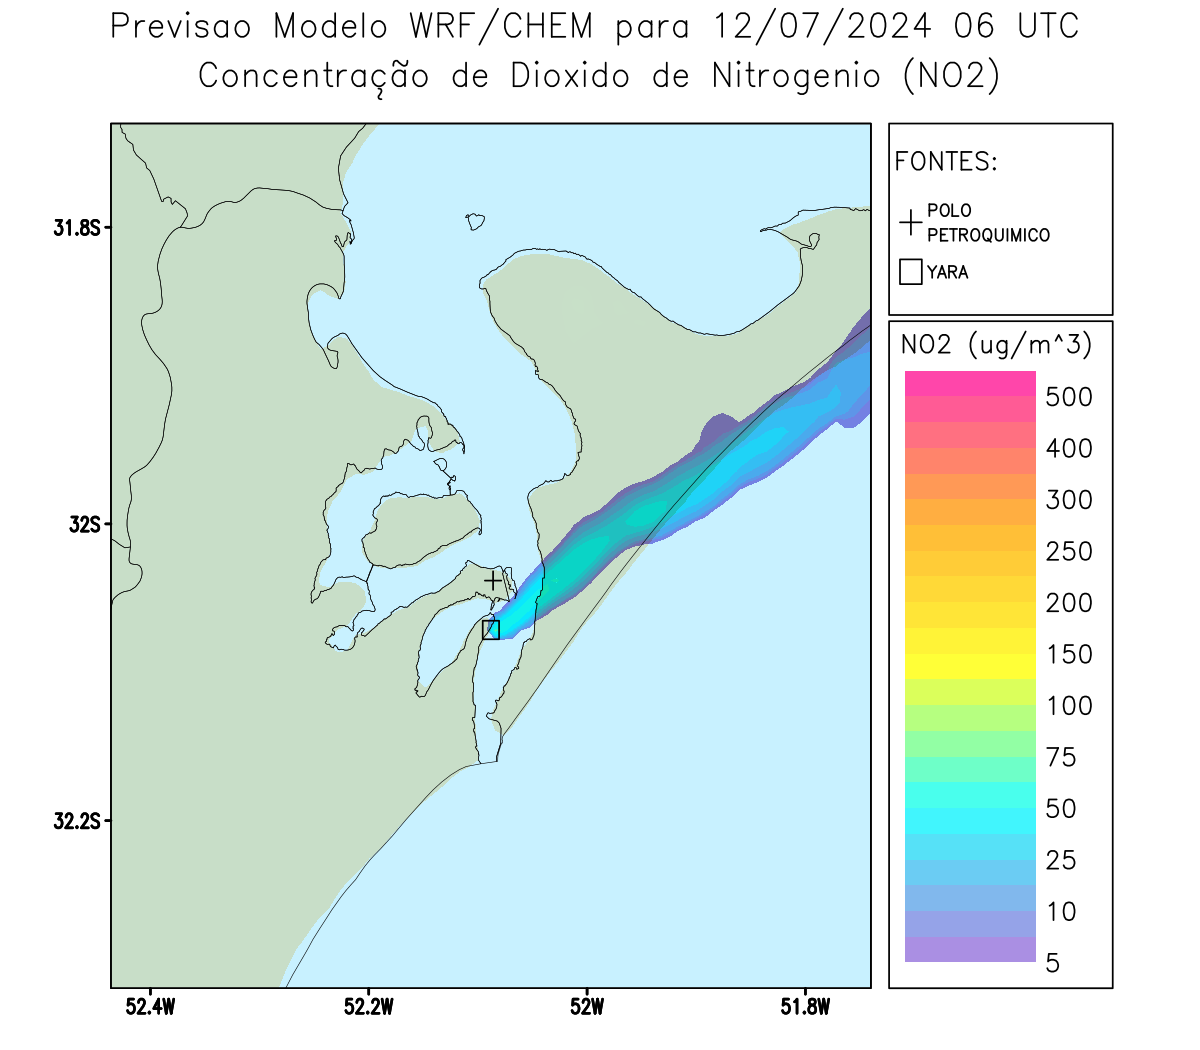 Previsao Modelo WRF/CHEM para 12/07/2024 06 UTC
Concentração de Dioxido de Nitrogenio (NO2)
FONTES:
POLO
PETROQUIMICO
YARA
NO2 (ug/m^3)
500
400
300
250
200
150
100
75
50
25
10
5
31.8S
32S
32.2S
52.4W
52.2W
52W
51.8W